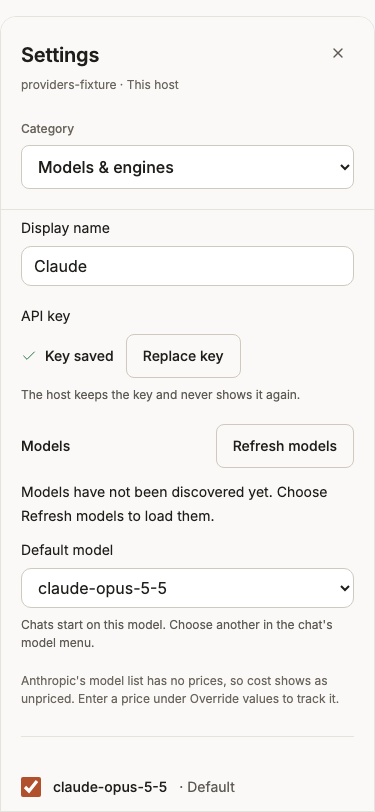 Settings
providers-fixture · This host
Category
Models & engines
Display name
Claude
API key
Key saved
Replace key
The host keeps the key and never shows it again.
Models
Refresh models
Models have not been discovered yet. Choose
Refresh models to load them.
Default model
claude-opus-5-5
Chats start on this model. Choose another in the chat's
model menu.
Anthropic's model list has no prices, so cost shows as
unpriced. Enter a price under Override values to track it.
claude-opus-5-5 · Default